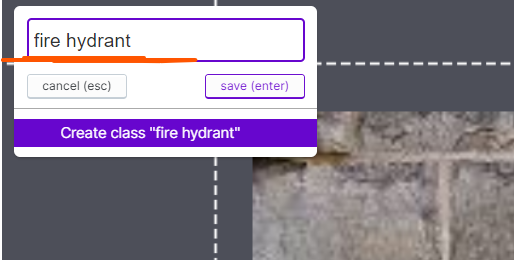 fire hydrant
cancel (esc) save (enter)
Create class "fire hydrant"